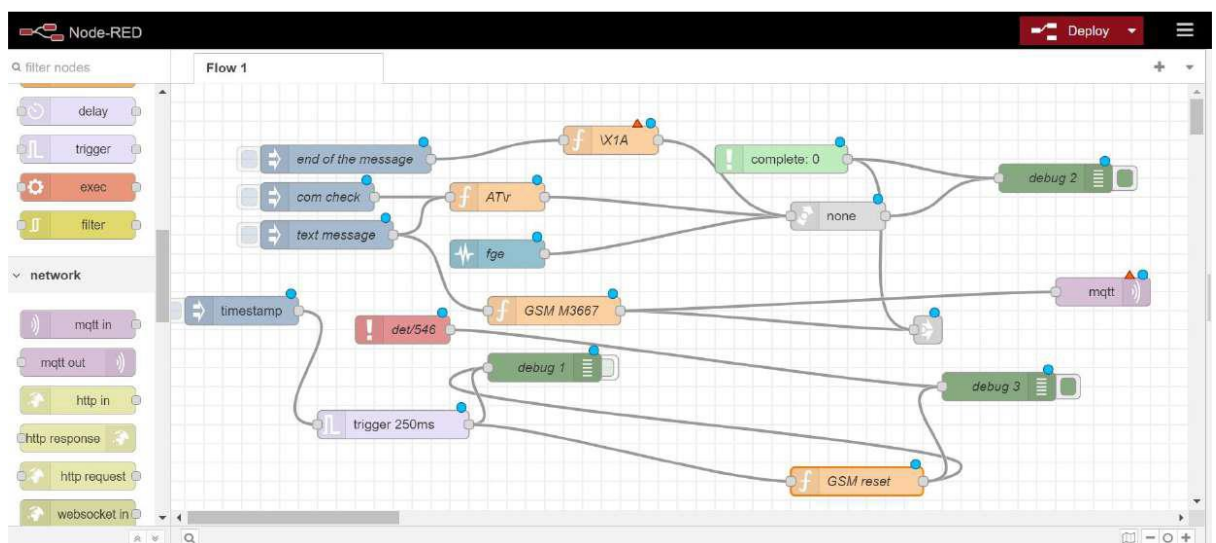 Node-RED
Deploy
filter nodes
Flow 1
delay
trigger
exec
filter
network
mqtt in
mqtt out
http in
http response
http request
websocket in
end of the message
\X1A
complete: 0
debug 2
com check
AT\r
none
text message
fge
mqtt
timestamp
GSM M3667
det/546
debug 1
debug 3
trigger 250ms
GSM reset